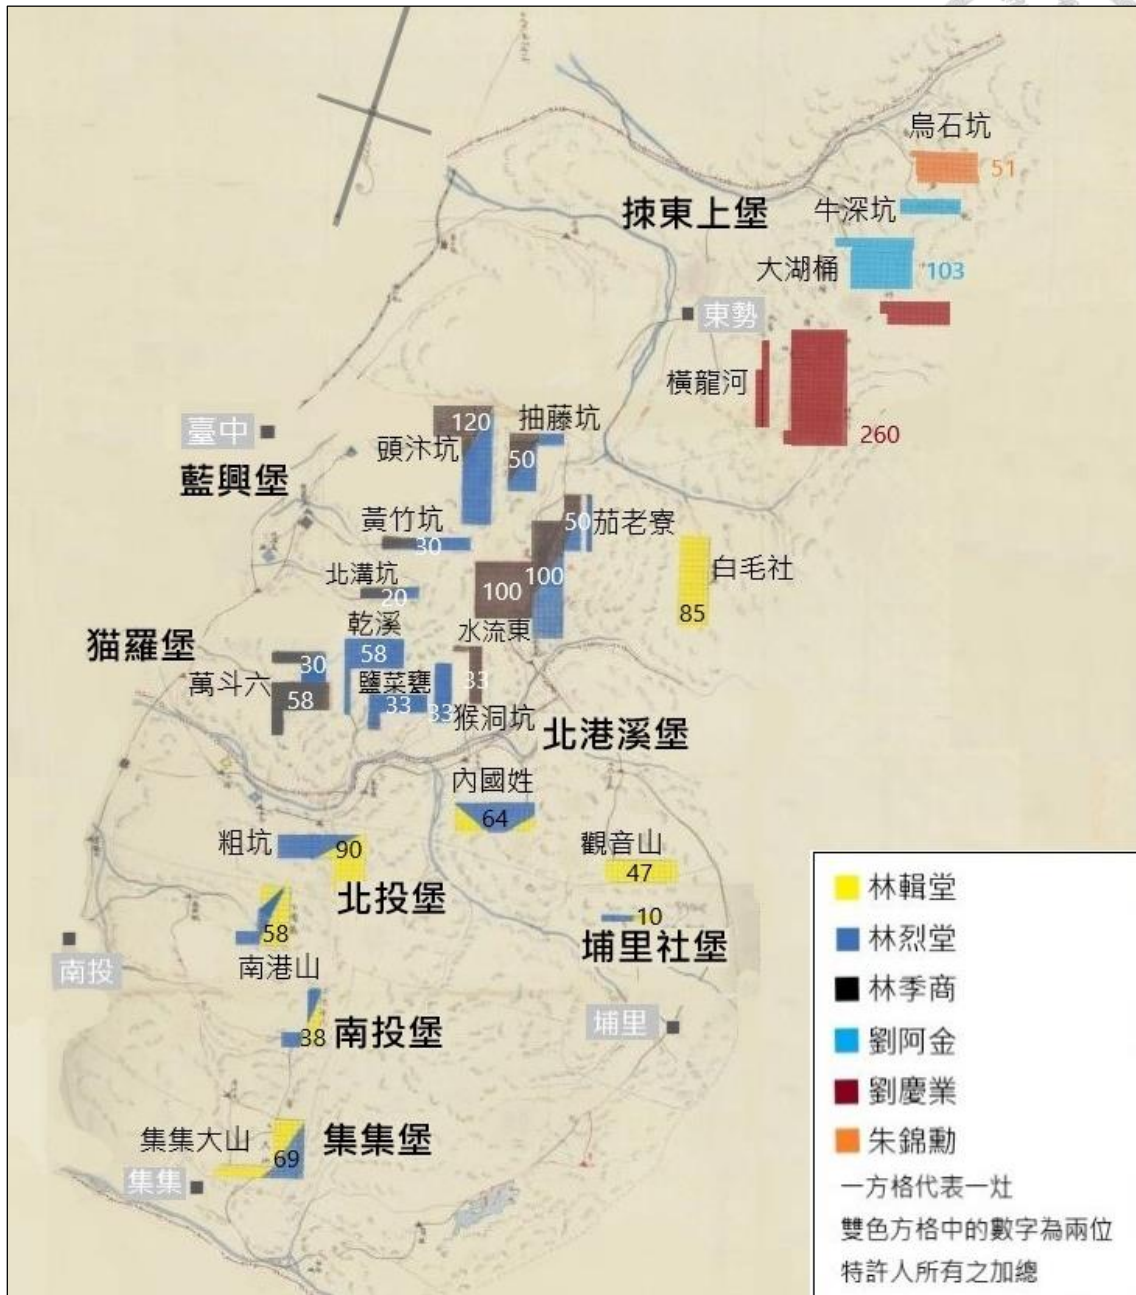 烏石坑
51
牛深坑
揀東上堡
大湖桶
103
東勢
橫龍河
260
臺中
藍興堡
120
抽藤坑
頭汴坑
50
黃竹坑
30
50
茄老寮
白毛社
85
北溝坑
20
100
100
水流東
猫羅堡
乾溪
58
萬斗六
30
58
鹽菜甕
33
33
33
猴洞坑
北港溪堡
內國姓
64
粗坑
90
觀音山
47
北投堡
10
埔里社堡
58
南港山
南投
38
南投堡
埔里
集集大山
69
集集堡
集集
林輯堂
林烈堂
林季商
劉阿金
劉慶業
朱錦勳
一方格代表一灶
雙色方格中的數字為兩位
特許人所有之加總